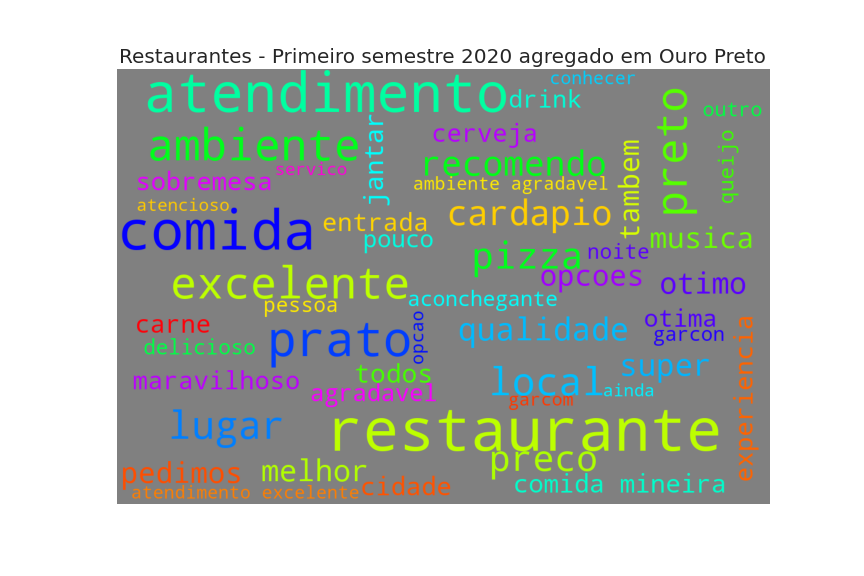 Restaurantes - Primeiro semestre 2020 agregado em Ouro Preto
atendimento
conhecer
drink
outro
preto
ambiente
jantar
cerveja
queijo
recomendo
tambem
servico
sobremesa
ambiente agradavel
atencioso
comida
entrada
cardapio
pouco
musica
pizza
noite
opcoes
otimo
excelente
pessoa
aconchegante
carne
prato
opcao
qualidade
otima
garcon
delicioso
experiencia
maravilhoso
todos
super
agradavel
local
ainda
garcom
lugar
restaurante
preco
pedimos
melhor
cidade
comida mineira
atendimento excelente